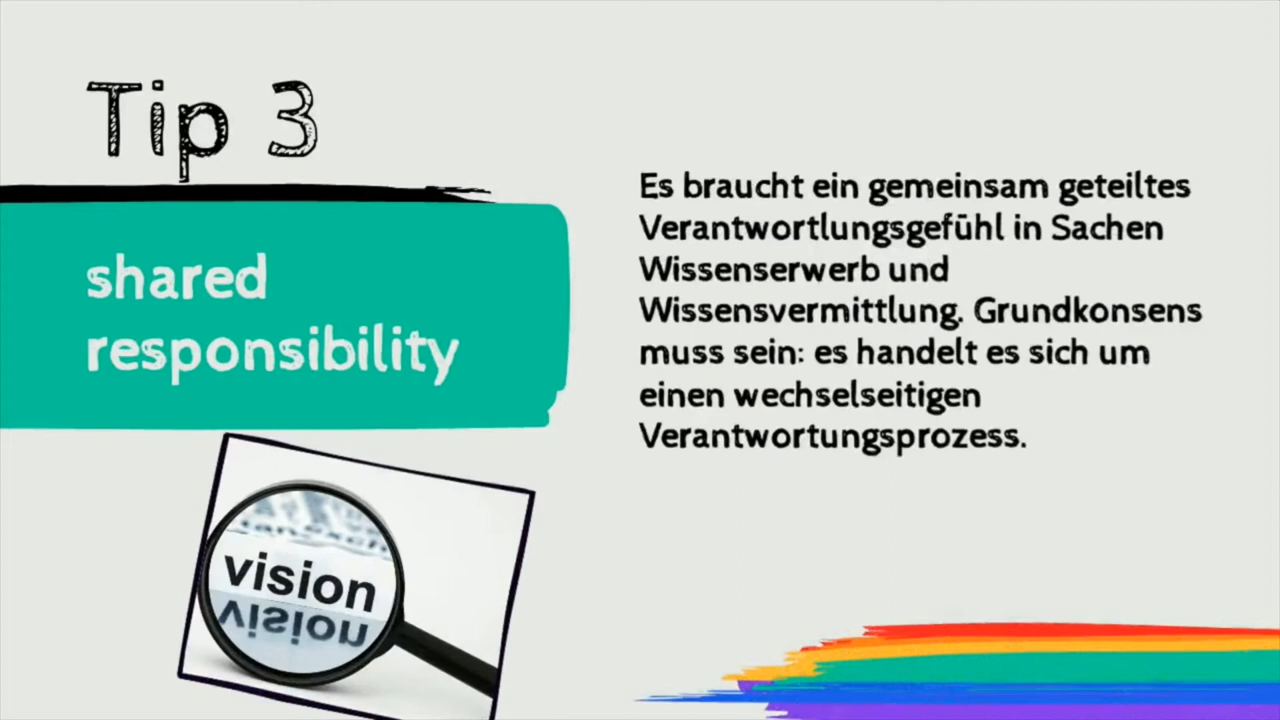 Tip 3
shared
responsibility
Es braucht ein gemeinsam geteiltes
Verantwortlungsgefühl in Sachen
Wissenserwerb und
Wissensvermittlung. Grundkonsens
muss sein: es handelt es sich um
einen wechselseitigen
Verantwortungsprozess.
vision
vision